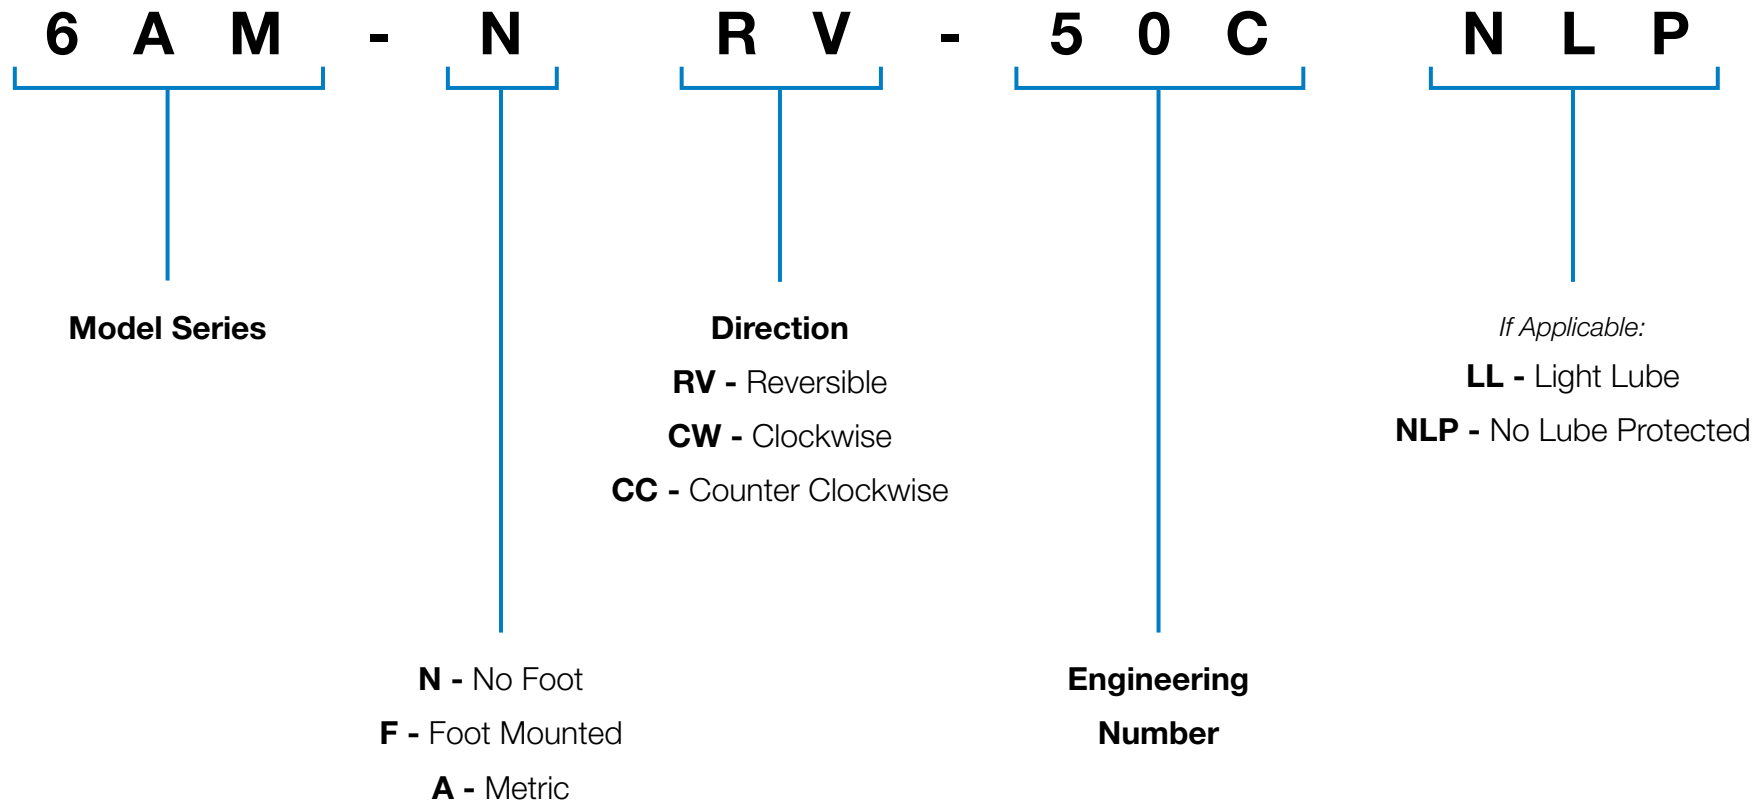 6 A M - N R V - 5 0 C N L P
Model Series
Direction
RV - Reversible
CW - Clockwise
CC - Counter Clockwise
If Applicable:
LL - Light Lube
NLP - No Lube Protected
N - No Foot
F - Foot Mounted
A - Metric
Engineering
Number